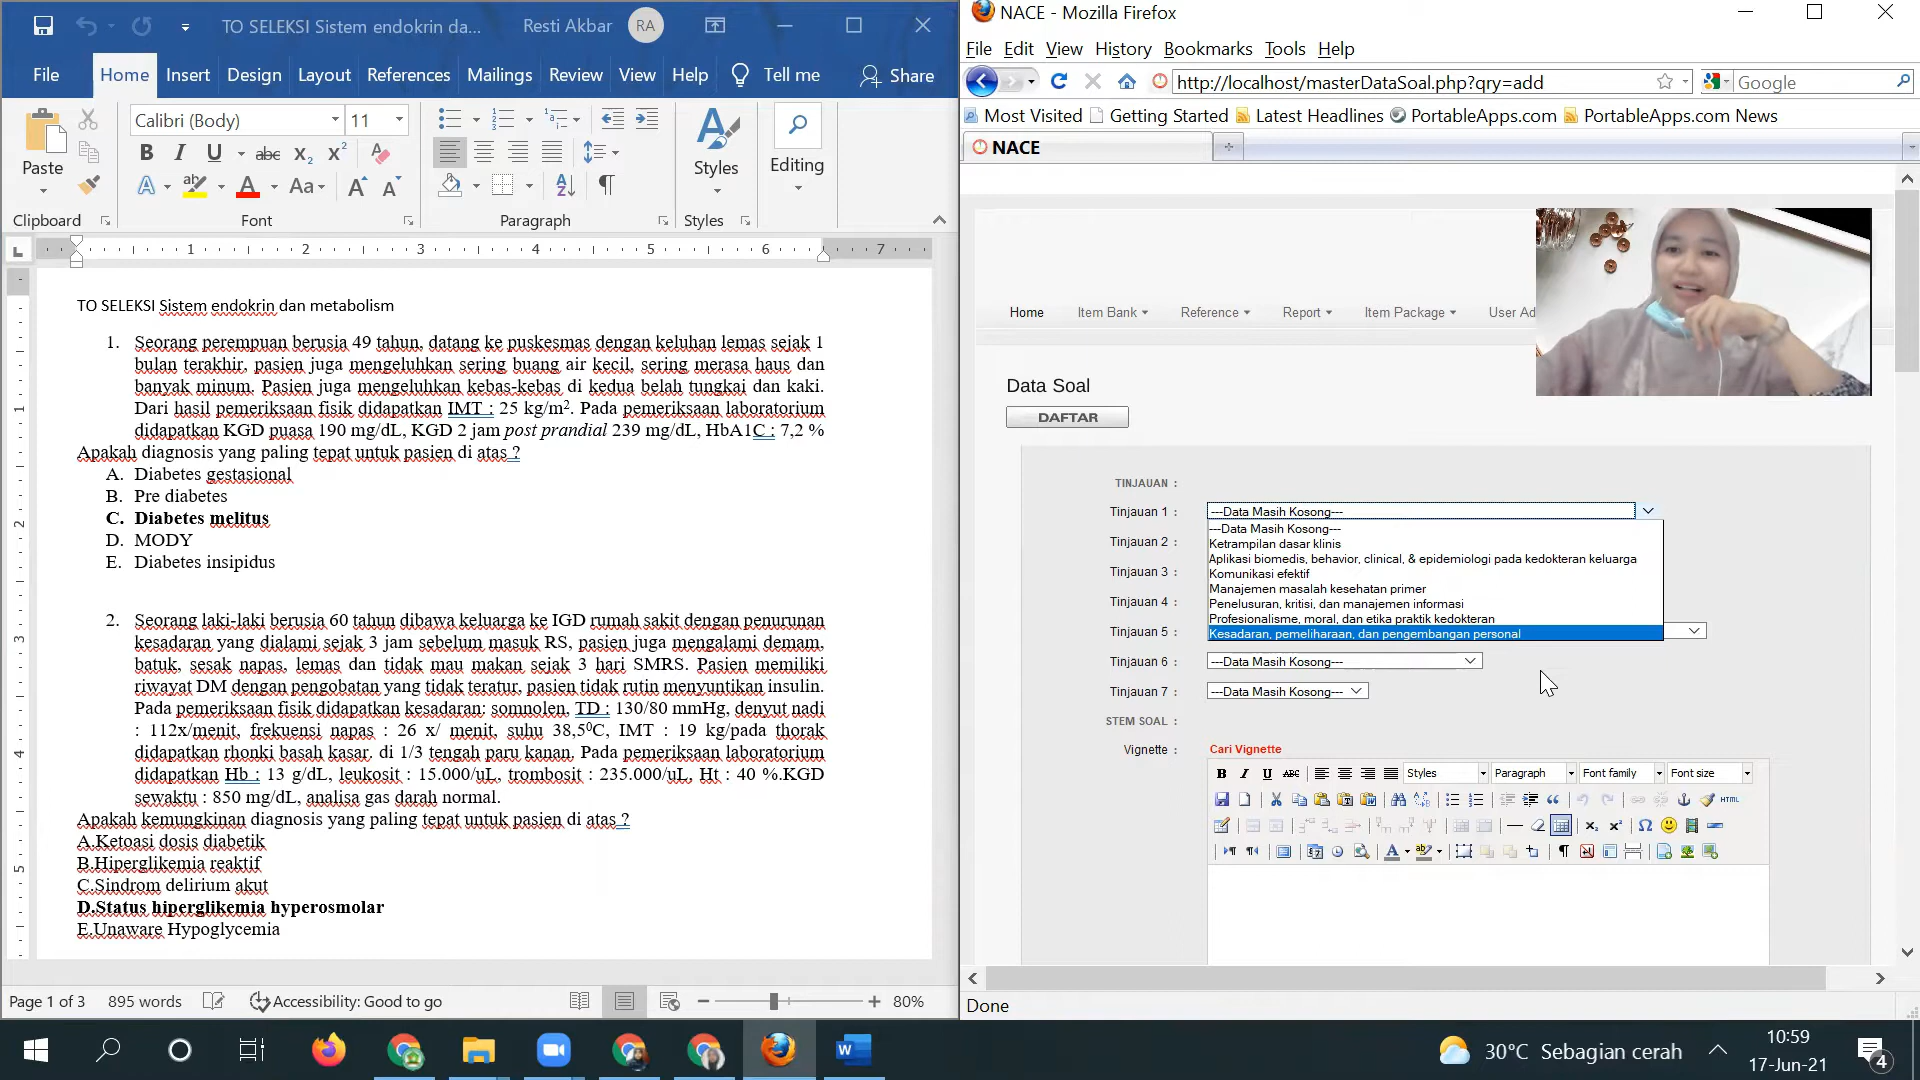 TO SELEKSI Sistem endokrin da...
Resti Akbar
RA
File
Home
Insert
Design
Layout
References
Mailings
Review
View
Help
Tell me
Share
Paste
Clipboard
Calibri (Body)
11
Font
Paragraph
Styles
Styles
Editing
1 2 3 4 5 6 7
TO SELEKSI Sistem endokrin dan metabolism
1. Seorang perempuan berusia 49 tahun, datang ke puskesmas dengan keluhan lemas sejak 1
bulan terakhir, pasien juga mengeluhkan sering buang air kecil, sering merasa haus dan
banyak minum. Pasien juga mengeluhkan kebas-kebas di kedua belah tungkai dan kaki.
Dari hasil pemeriksaan fisik didapatkan IMT : 25 kg/m². Pada pemeriksaan laboratorium
didapatkan KGD puasa 190 mg/dL, KGD 2 jam post prandial 239 mg/dL, HbA1C : 7,2 %
Apakah diagnosis yang paling tepat untuk pasien di atas ?
A. Diabetes gestasional
B. Pre diabetes
C. Diabetes melitus
D. MODY
E. Diabetes insipidus
2. Seorang laki-laki berusia 60 tahun dibawa keluarga ke IGD rumah sakit dengan penurunan
kesadaran yang dialami sejak 3 jam sebelum masuk RS, pasien juga mengalami demam,
batuk, sesak napas, lemas dan tidak mau makan sejak 3 hari SMRS. Pasien memiliki
riwayat DM dengan pengobatan yang tidak teratur, pasien tidak rutin menyuntikan insulin.
Pada pemeriksaan fisik didapatkan kesadaran: somnolen, TD : 130/80 mmHg, denyut nadi
: 112x/menit, frekuensi napas : 26 x/ menit, suhu 38,5⁰C, IMT : 19 kg/pada thorak
didapatkan rhonki basah kasar. di 1/3 tengah paru kanan. Pada pemeriksaan laboratorium
didapatkan Hb : 13 g/dL, leukosit : 15.000/uL, trombosit : 235.000/uL, Ht : 40 %.KGD
sewaktu : 850 mg/dL, analisa gas darah normal.
Apakah kemungkinan diagnosis yang paling tepat untuk pasien di atas ?
A.Ketoasi dosis diabetik
B.Hiperglikemia reaktif
C.Sindrom delirium akut
D.Status hiperglikemia hyperosmolar
E.Unaware Hypoglycemia
Page 1 of 3
895 words
Accessibility: Good to go
80%
NACE - Mozilla Firefox
File Edit View History Bookmarks Tools Help
http://localhost/masterDataSoal.php?qry=add
Google
Most Visited
Getting Started
Latest Headlines
PortableApps.com
PortableApps.com News
NACE
Home
Item Bank
Reference
Report
Item Package
User Ad
Data Soal
DAFTAR
TINJAUAN :
Tinjauan 1 :
---Data Masih Kosong---
---Data Masih Kosong---
Ketrampilan dasar klinis
Aplikasi biomedis, behavior, clinical, & epidemiologi pada kedokteran keluarga
Komunikasi efektif
Manajemen masalah kesehatan primer
Penelusuran, kritisi, dan manajemen informasi
Profesionalisme, moral, dan etika praktik kedokteran
Kesadaran, pemeliharaan, dan pengembangan personal
Tinjauan 2 :
Tinjauan 3 :
Tinjauan 4 :
Tinjauan 5 :
Tinjauan 6 :
---Data Masih Kosong---
Tinjauan 7 :
---Data Masih Kosong---
STEM SOAL :
Vignette :
Cari Vignette
Styles
Paragraph
Font family
Font size
HTML
Done
30°C Sebagian cerah
10:59
17-Jun-21
4